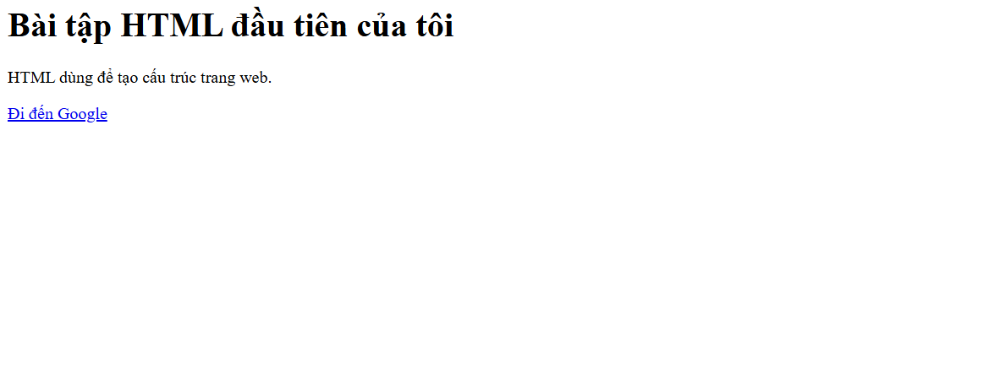 Bài tập HTML đầu tiên của tôi
HTML dùng để tạo cấu trúc trang web.
Đi đến Google